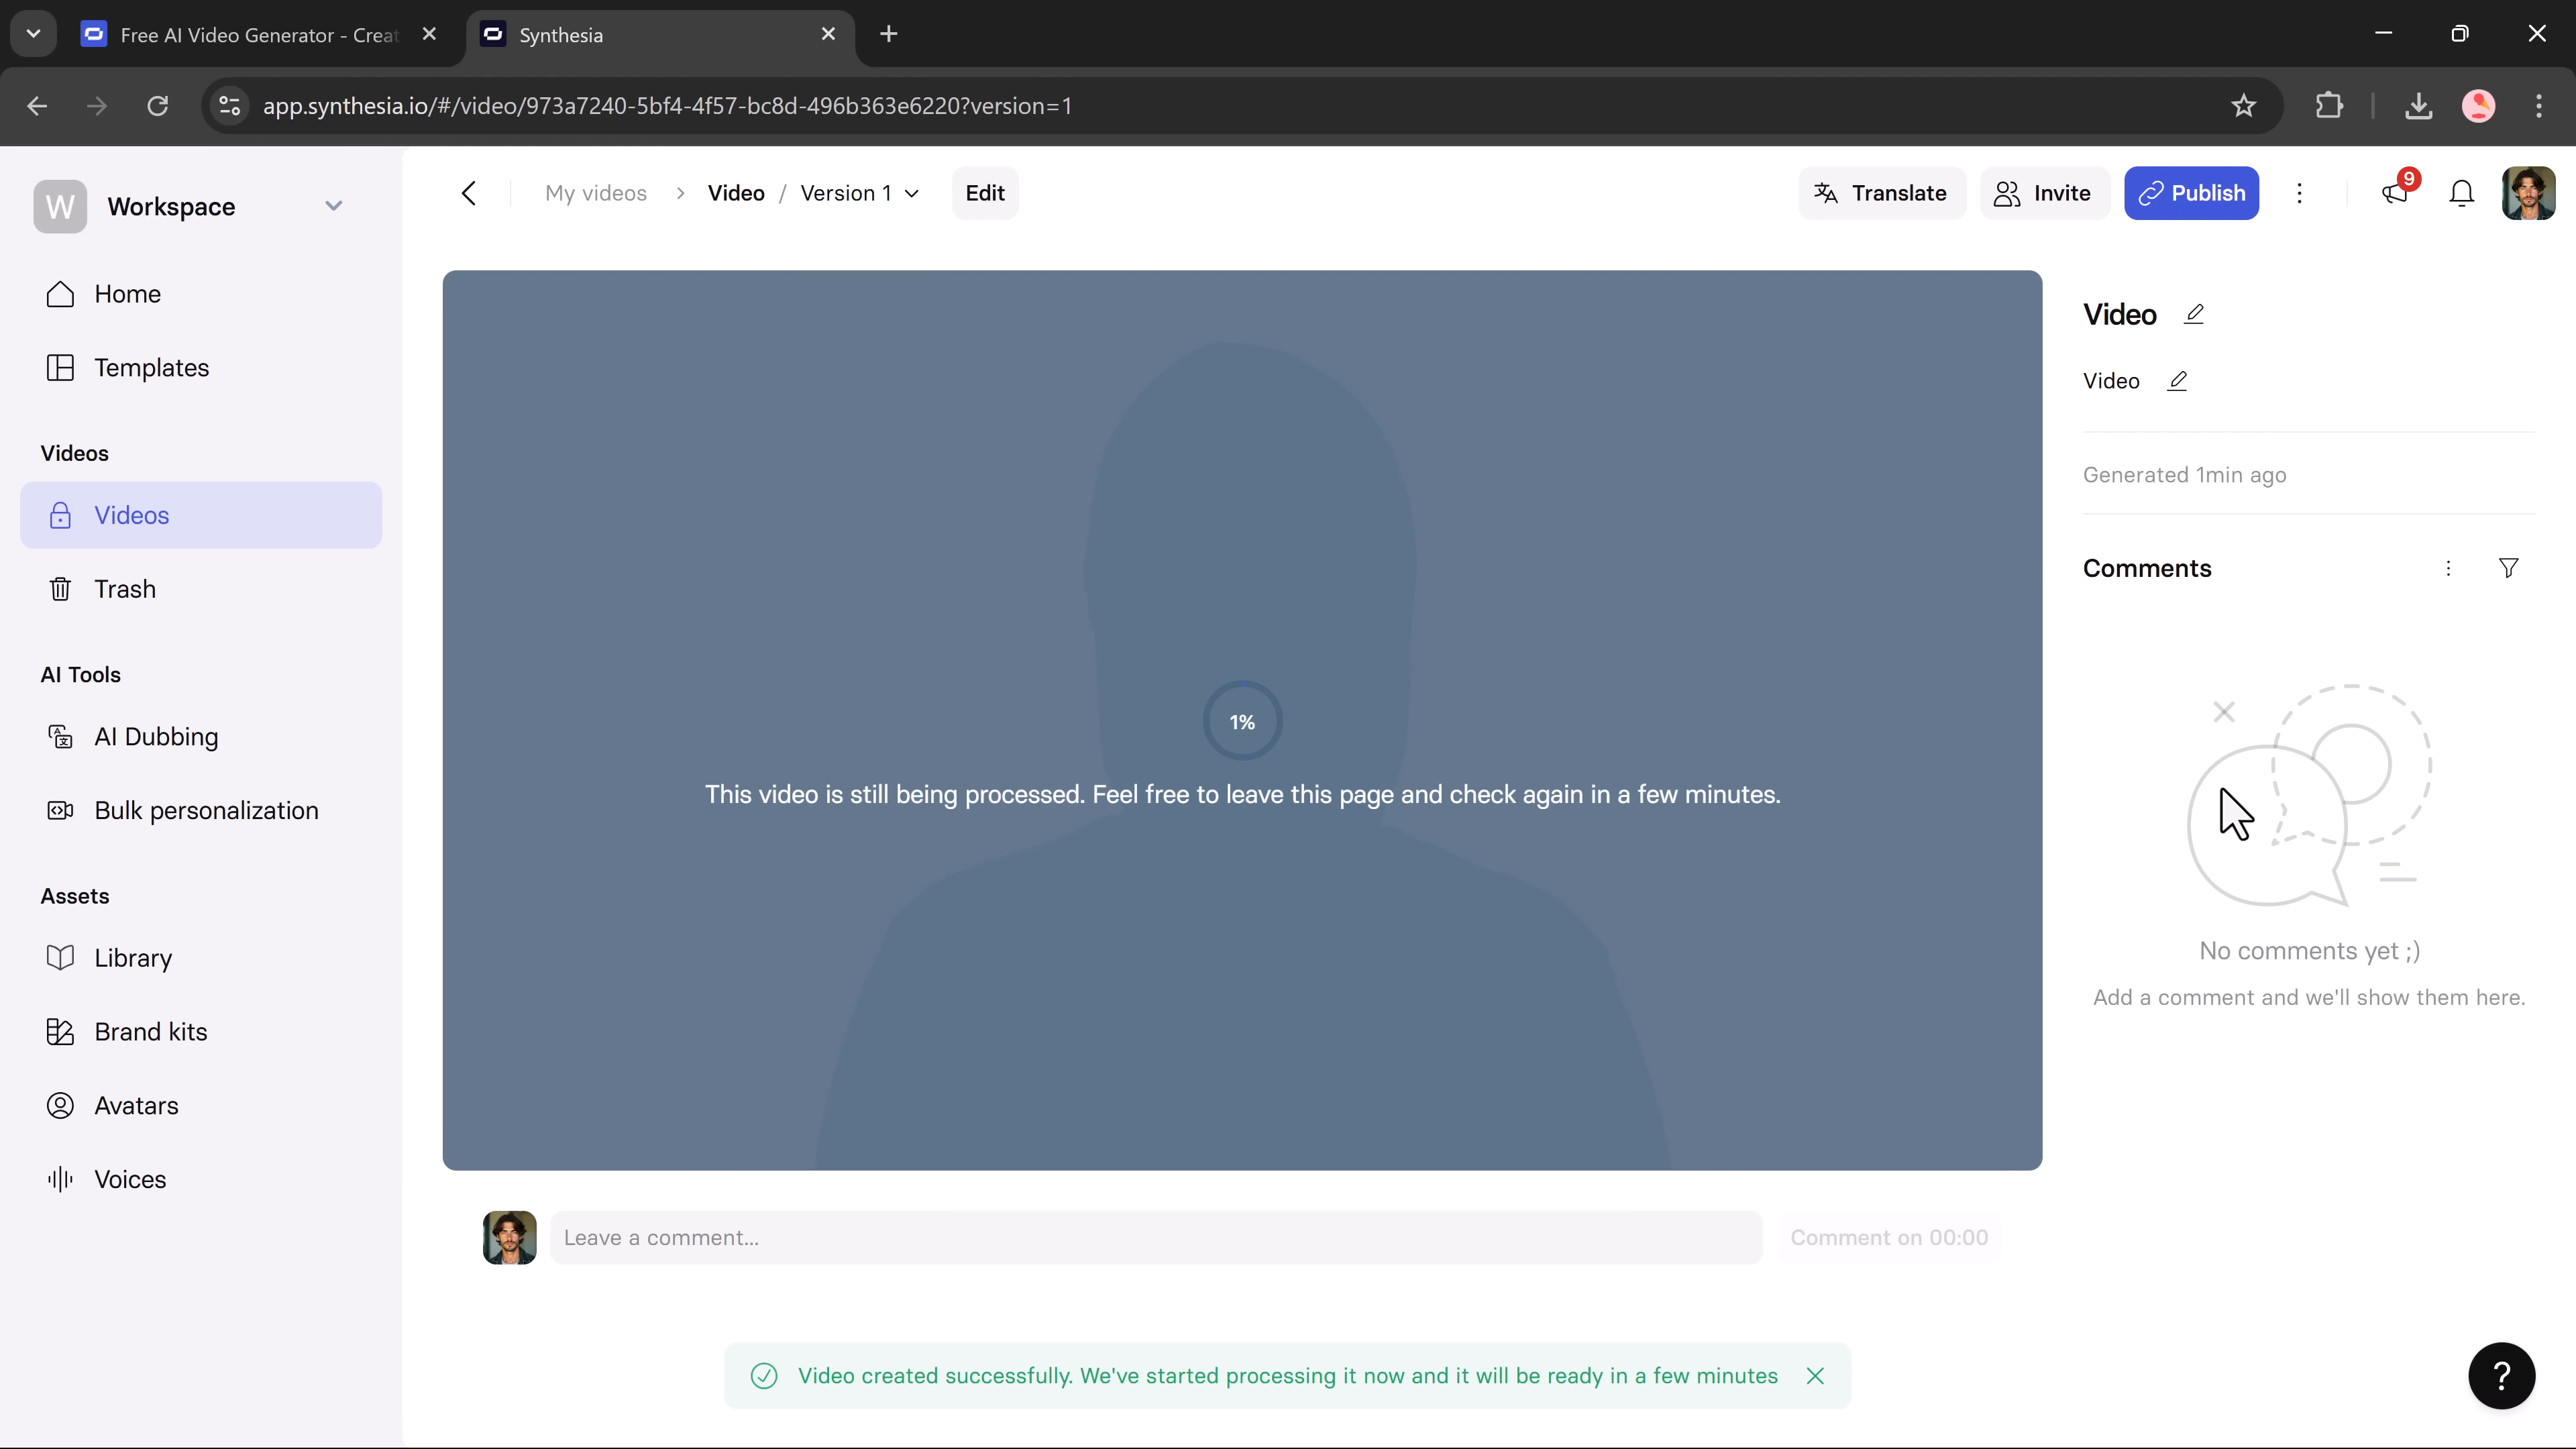 Free AI Video Generator - Creat
Synthesia
app.synthesia.io/#/video/973a7240-5bf4-4f57-bc8d-496b363e6220?version=1
W
Workspace
My videos
Video / Version 1
Edit
Translate
Invite
Publish
9
Home
Templates
Videos
Videos
Trash
AI Tools
AI Dubbing
Bulk personalization
Assets
Library
Brand kits
Avatars
Voices
1%
This video is still being processed. Feel free to leave this page and check again in a few minutes.
Video
Video
Generated 1min ago
Comments
No comments yet ;)
Add a comment and we'll show them here.
Leave a comment...
Comment on 00:00
Video created successfully. We've started processing it now and it will be ready in a few minutes
?